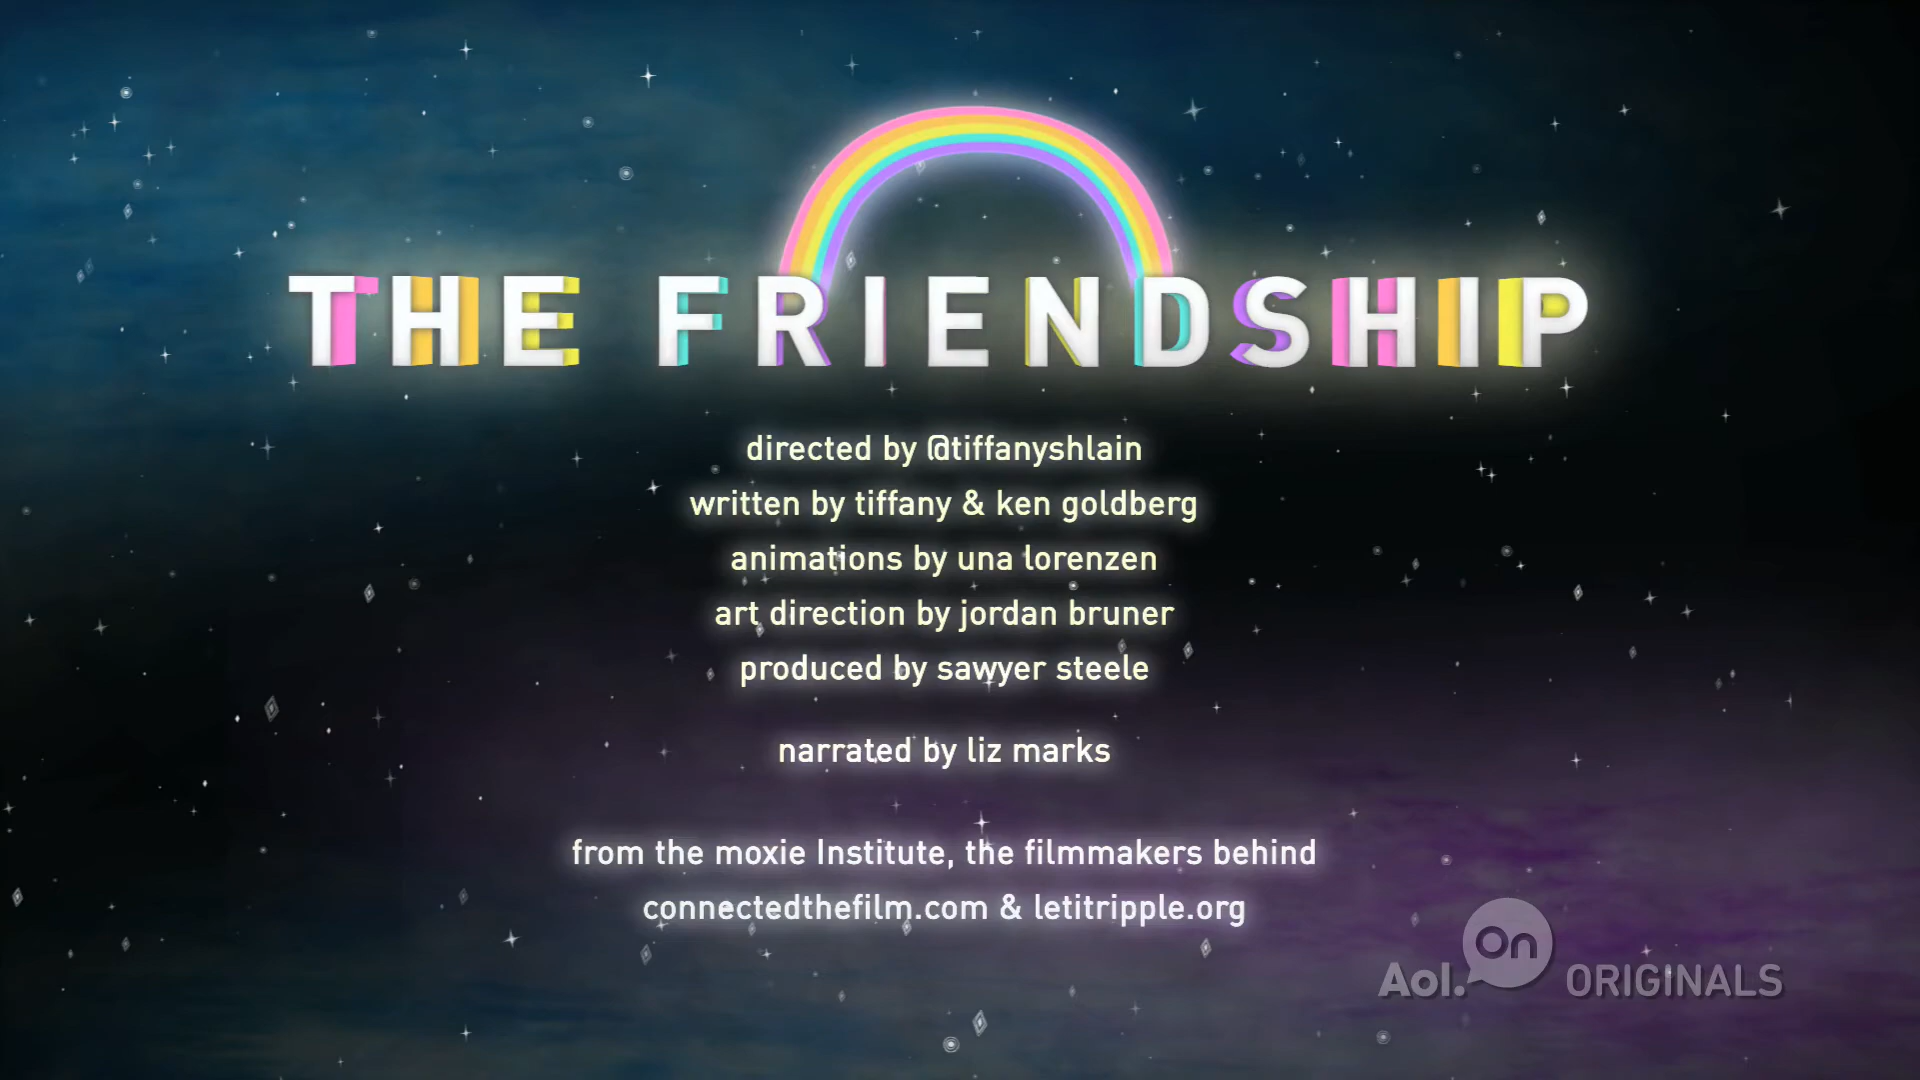 THE FRIENDSHIP
directed by @tiffanyshlain
written by tiffany & ken goldberg
animations by una lorenzen
art direction by jordan bruner
produced by sawyer steele
narrated by liz marks
from the moxie Institute, the filmmakers behind
connectedthefilm.com & letitripple.org
Aol. On ORIGINALS